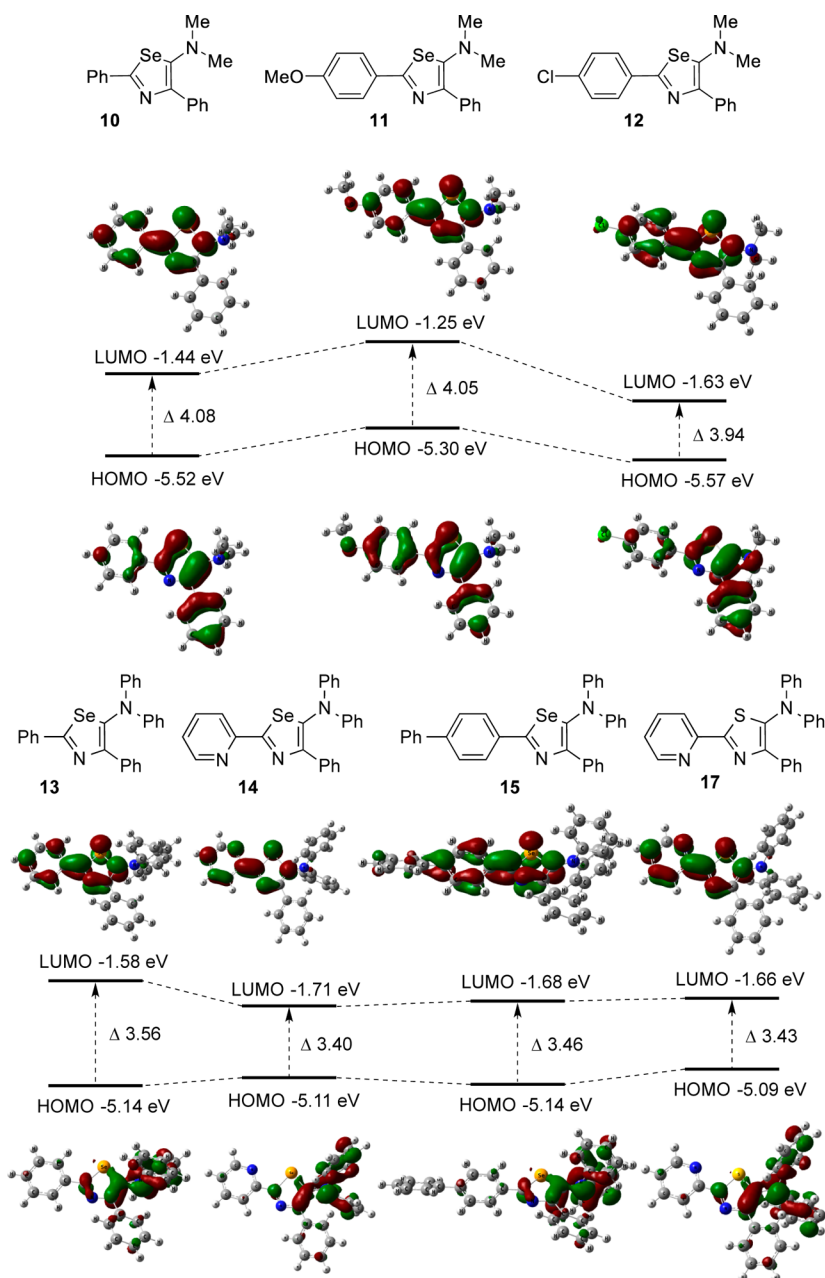 Me
Se N Me
Ph N Ph
10
Me
Se N Me
MeO N Ph
11
Me
Se N Me
Cl N Ph
12
LUMO -1.44 eV
LUMO -1.25 eV
LUMO -1.63 eV
Δ 4.08
Δ 4.05
Δ 3.94
HOMO -5.52 eV
HOMO -5.30 eV
HOMO -5.57 eV
Ph
Se N Ph
Ph N Ph
13
Ph
Se N Ph
N N Ph
14
Ph
Se N Ph
Ph N Ph
15
Ph
S N Ph
N N Ph
17
LUMO -1.58 eV
LUMO -1.71 eV
LUMO -1.68 eV
LUMO -1.66 eV
Δ 3.56
Δ 3.40
Δ 3.46
Δ 3.43
HOMO -5.14 eV
HOMO -5.11 eV
HOMO -5.14 eV
HOMO -5.09 eV